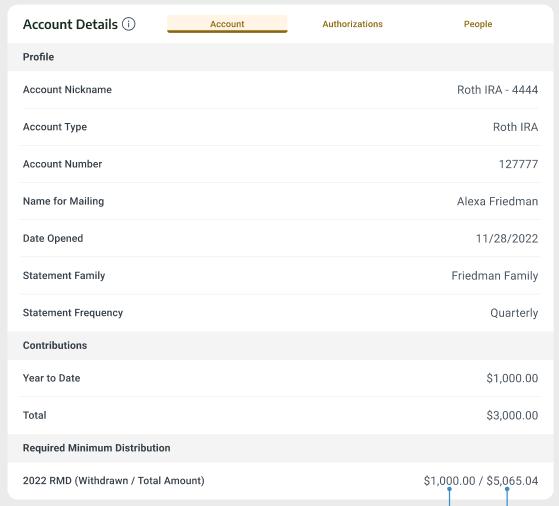 Account Details Account Authorizations People
Profile
Account Nickname Roth IRA - 4444
Account Type Roth IRA
Account Number 127777
Name for Mailing Alexa Friedman
Date Opened 11/28/2022
Statement Family Friedman Family
Statement Frequency Quarterly
Contributions
Year to Date $1,000.00
Total $3,000.00
Required Minimum Distribution
2022 RMD (Withdrawn / Total Amount) $1,000.00 / $5,065.04